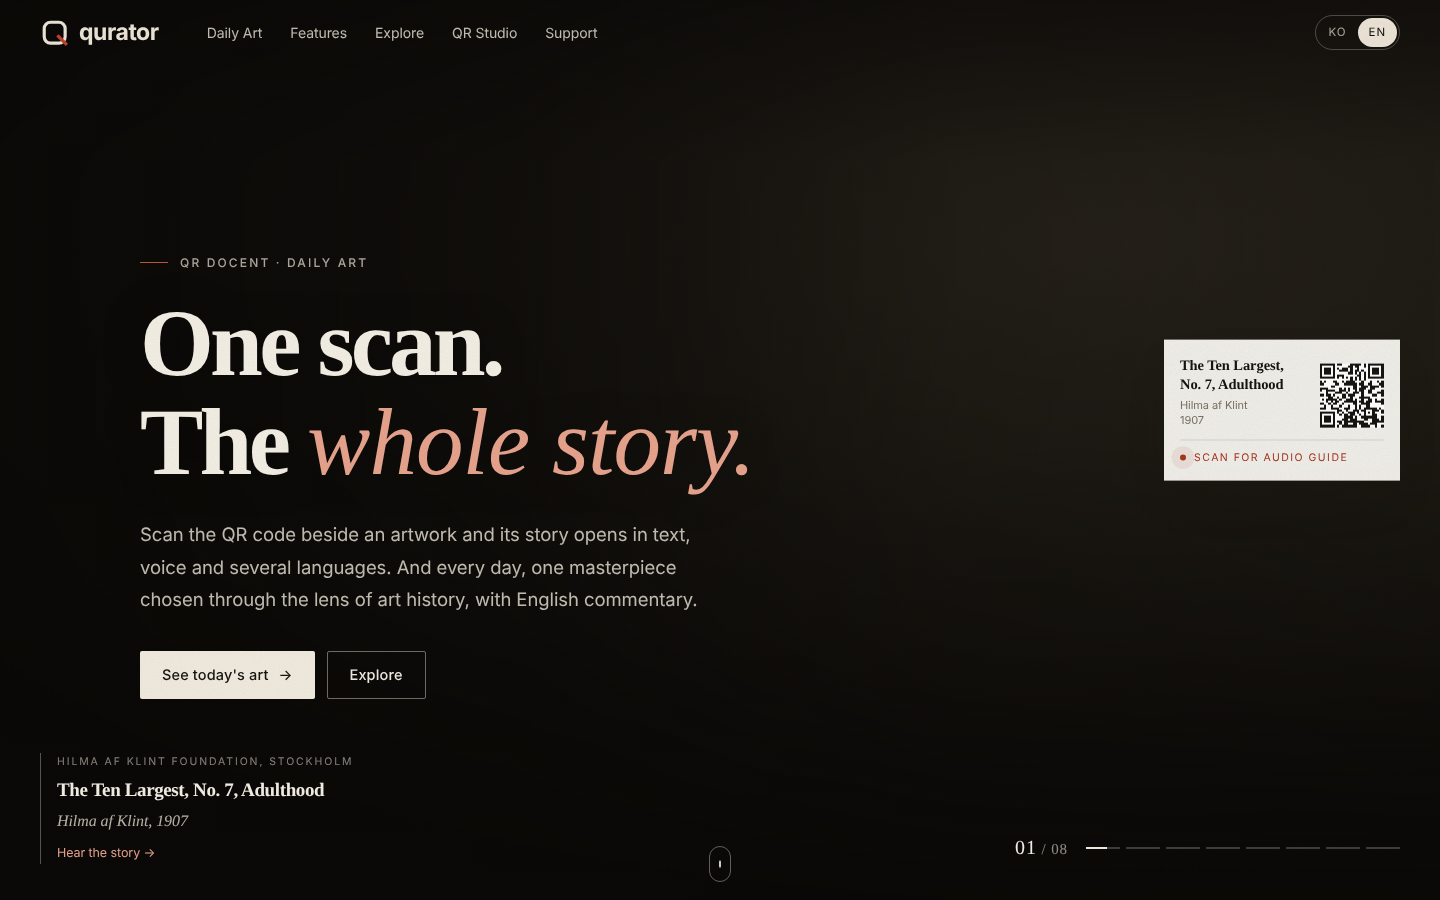 qurator
Daily Art
Features
Explore
QR Studio
Support
KO
EN
QR DOCENT · DAILY ART
One scan.
The whole story.
Scan the QR code beside an artwork and its story opens in text,
voice and several languages. And every day, one masterpiece
chosen through the lens of art history, with English commentary.
See today's art →
Explore
The Ten Largest,
No. 7, Adulthood
Hilma af Klint
1907
SCAN FOR AUDIO GUIDE
HILMA AF KLINT FOUNDATION, STOCKHOLM
The Ten Largest, No. 7, Adulthood
Hilma af Klint, 1907
Hear the story →
01 / 08